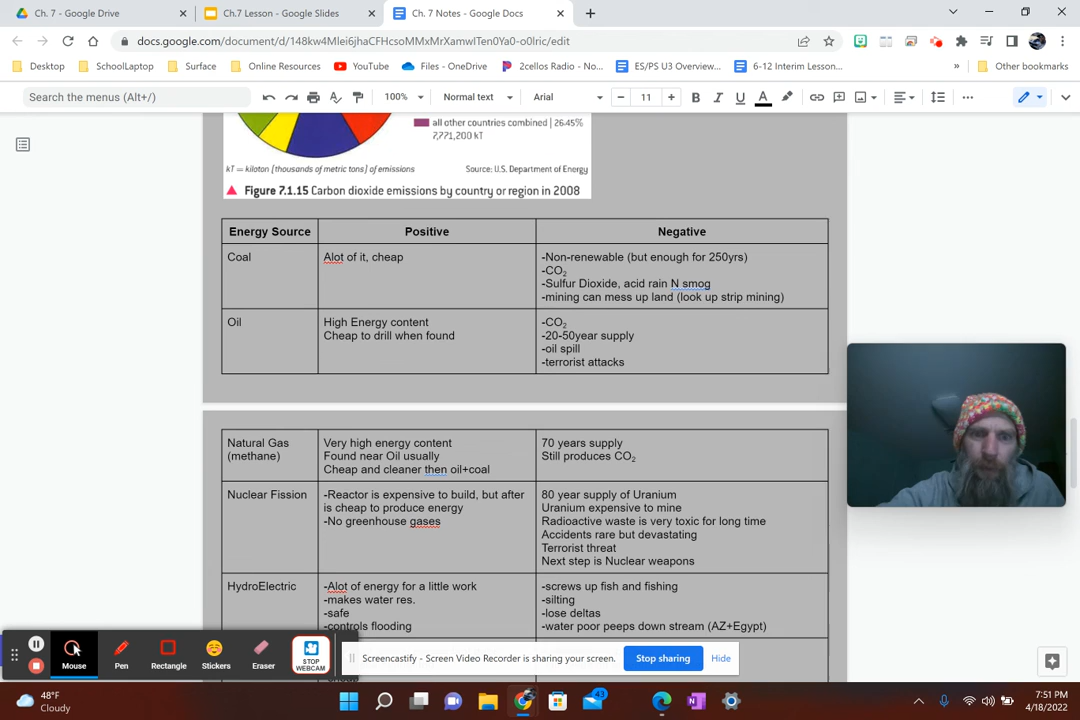 Ch. 7 - Google Drive
Ch.7 Lesson - Google Slides
Ch. 7 Notes - Google Docs
docs.google.com/document/d/148kw4Mlei6jhaCFHcsoMMxMrXamwITen0Ya0-o0lric/edit
Desktop
SchoolLaptop
Surface
Online Resources
YouTube
Files - OneDrive
2cellos Radio - No...
ES/PS U3 Overview...
6-12 Interim Lesson...
»
Other bookmarks
Search the menus (Alt+/)
100%
Normal text
Arial
11
B I U A
all other countries combined | 26.45%
7,771,200 kT
kT = kiloton [thousands of metric tons] of emissions
Source: U.S. Department of Energy
Figure 7.1.15 Carbon dioxide emissions by country or region in 2008
Energy Source
Positive
Negative
Coal
Alot of it, cheap
-Non-renewable (but enough for 250yrs)
-CO₂
-Sulfur Dioxide, acid rain N smog
-mining can mess up land (look up strip mining)
Oil
High Energy content
Cheap to drill when found
-CO₂
-20-50year supply
-oil spill
-terrorist attacks
Natural Gas
(methane)
Very high energy content
Found near Oil usually
Cheap and cleaner then oil+coal
70 years supply
Still produces CO₂
Nuclear Fission
-Reactor is expensive to build, but after
is cheap to produce energy
-No greenhouse gases
80 year supply of Uranium
Uranium expensive to mine
Radioactive waste is very toxic for long time
Accidents rare but devastating
Terrorist threat
Next step is Nuclear weapons
HydroElectric
-Alot of energy for a little work
-makes water res.
-safe
-controls flooding
-screws up fish and fishing
-silting
-lose deltas
-water poor peeps down stream (AZ+Egypt)
Mouse
Pen
Rectangle
Stickers
Eraser
STOP
WEBCAM
Screencastify - Screen Video Recorder is sharing your screen.
Stop sharing
Hide
48°F
Cloudy
43
7:51 PM
4/18/2022